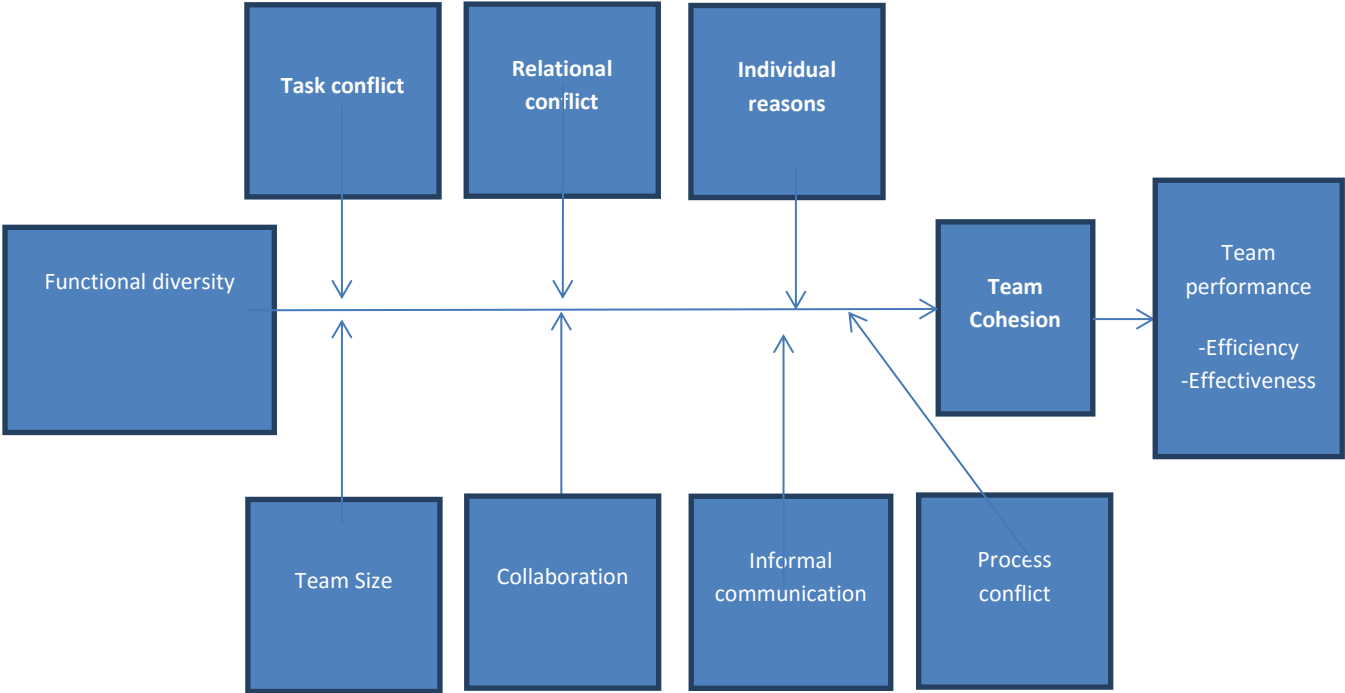 Task conflict
Relational
conflict
Individual
reasons
Functional diversity
Team
Cohesion
Team
performance
-Efficiency
-Effectiveness
Team Size
Collaboration
Informal
communication
Process
conflict